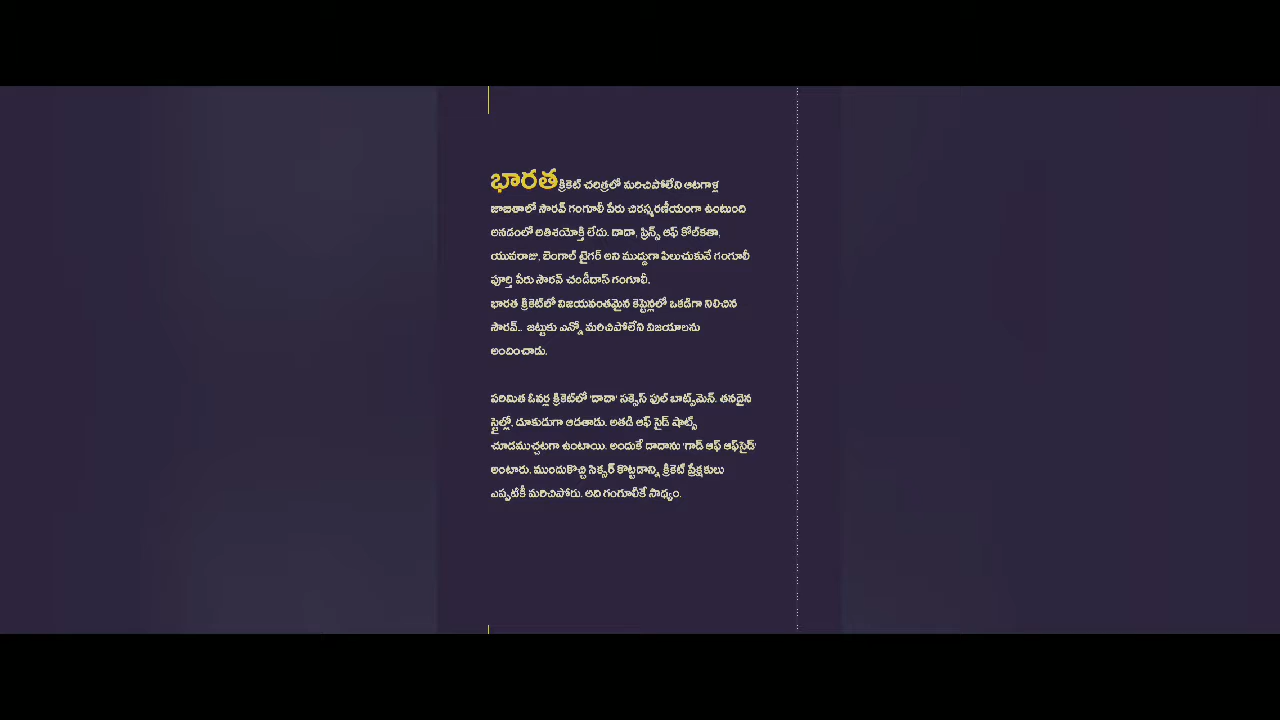 భారత క్రికెట్ చరిత్రలో మరిచిపోలేని ఆటగాళ్ల
జాబితాలో సౌరవ్ గంగూలీ పేరు చిరస్మరణీయంగా ఉంటుంది
అనడంలో అతిశయోక్తి లేదు. దాదా, ప్రిన్స్ ఆఫ్ కోల్‌కతా,
యువరాజు, బెంగాల్ టైగర్ అని ముద్దుగా పిలుచుకునే గంగూలీ
పూర్తి పేరు సౌరవ్ చండీదాస్ గంగూలీ.
భారత క్రికెట్‌లో విజయవంతమైన కెప్టెన్లలో ఒకడిగా నిలిచిన
సౌరవ్.. జట్టుకు ఎన్నో మరిచిపోలేని విజయాలను
అందించాడు.
పరిమిత ఓవర్ల క్రికెట్‌లో 'దాదా' సక్సెస్ ఫుల్ బాట్స్‌మెన్. తనదైన
స్టైల్లో, దూకుడుగా ఆడతాడు. అతడి ఆఫ్ సైడ్ షాట్స్
చూడముచ్చటగా ఉంటాయి. అందుకే దాదాను 'గాడ్ ఆఫ్ ఆఫ్‌సైడ్'
అంటారు. ముందుకొచ్చి సిక్సర్ కొట్టడాన్ని క్రికెట్ ప్రేక్షకులు
ఎప్పటికీ మరిచిపోరు. అది గంగూలీకే సాధ్యం.